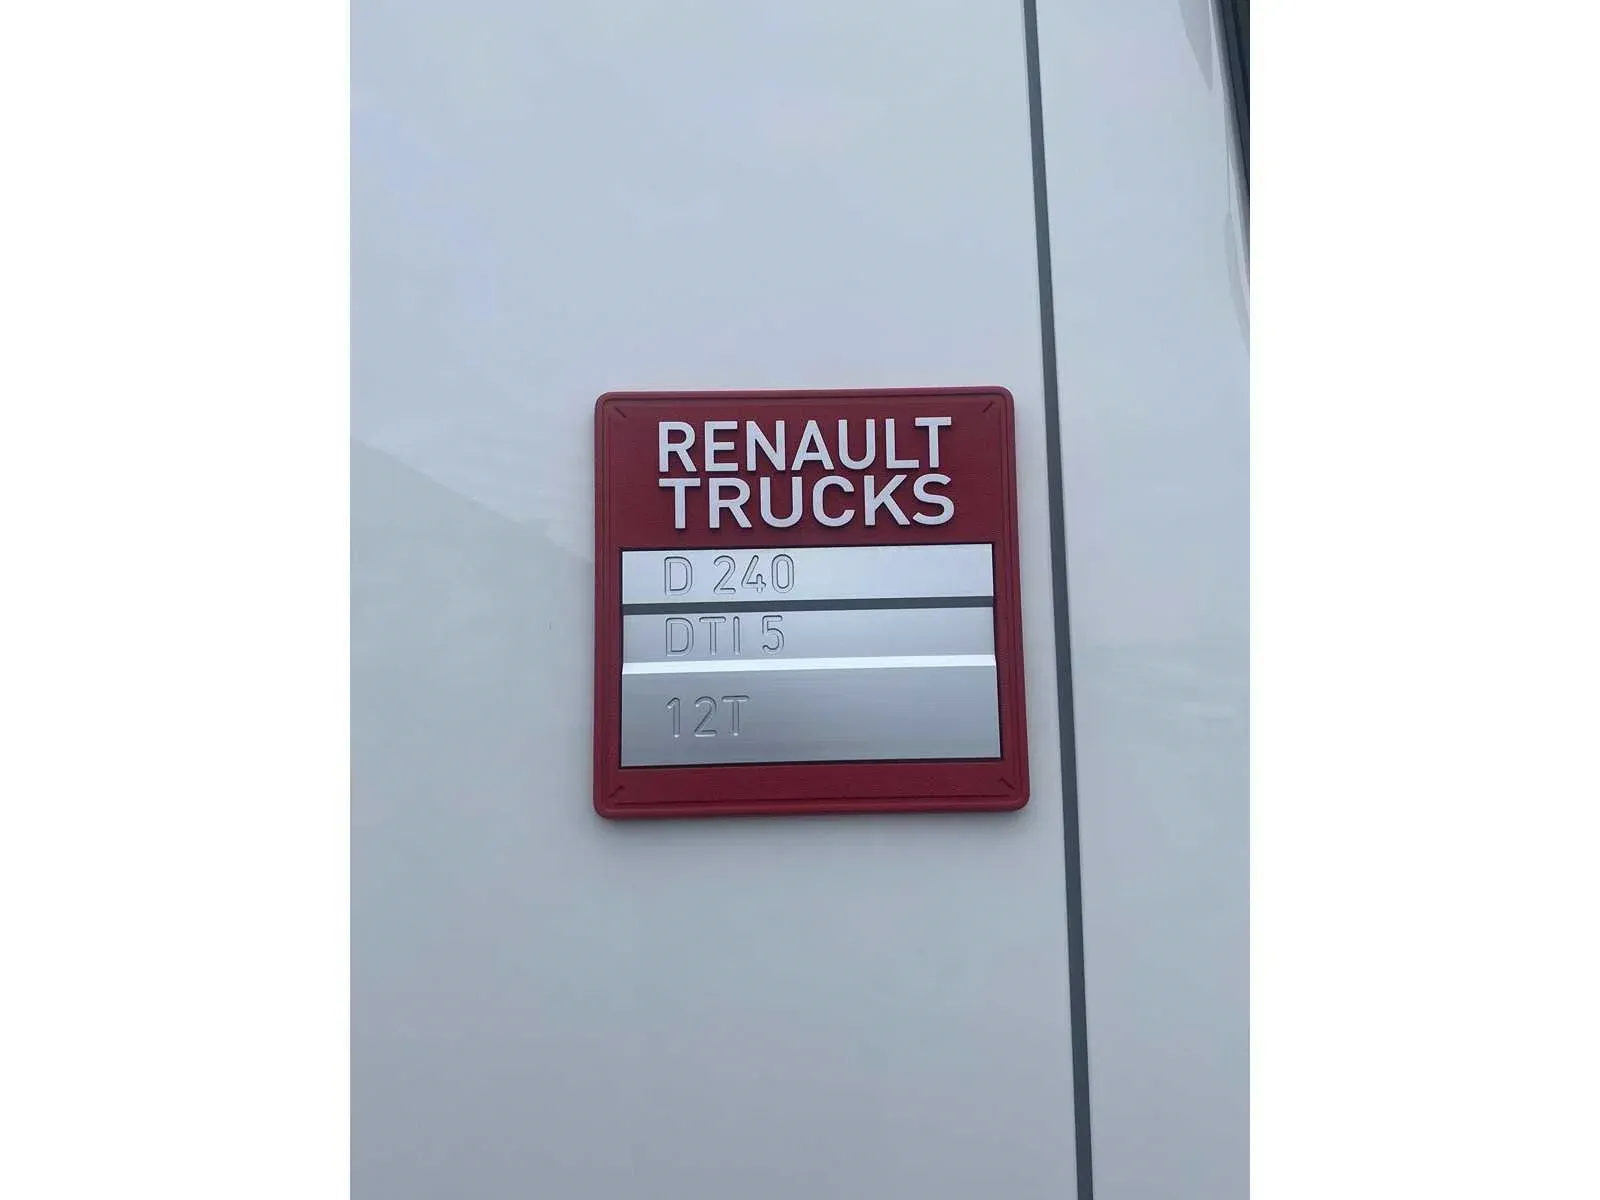 RENAULT
TRUCKS
D 240
DTI 5
12T